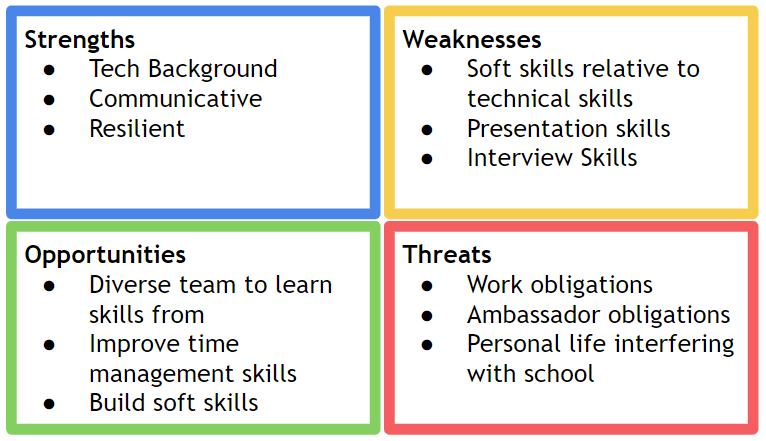 Strengths
● Tech Background
● Communicative
● Resilient
Weaknesses
● Soft skills relative to
technical skills
● Presentation skills
● Interview Skills
Opportunities
● Diverse team to learn
skills from
● Improve time
management skills
● Build soft skills
Threats
● Work obligations
● Ambassador obligations
● Personal life interfering
with school